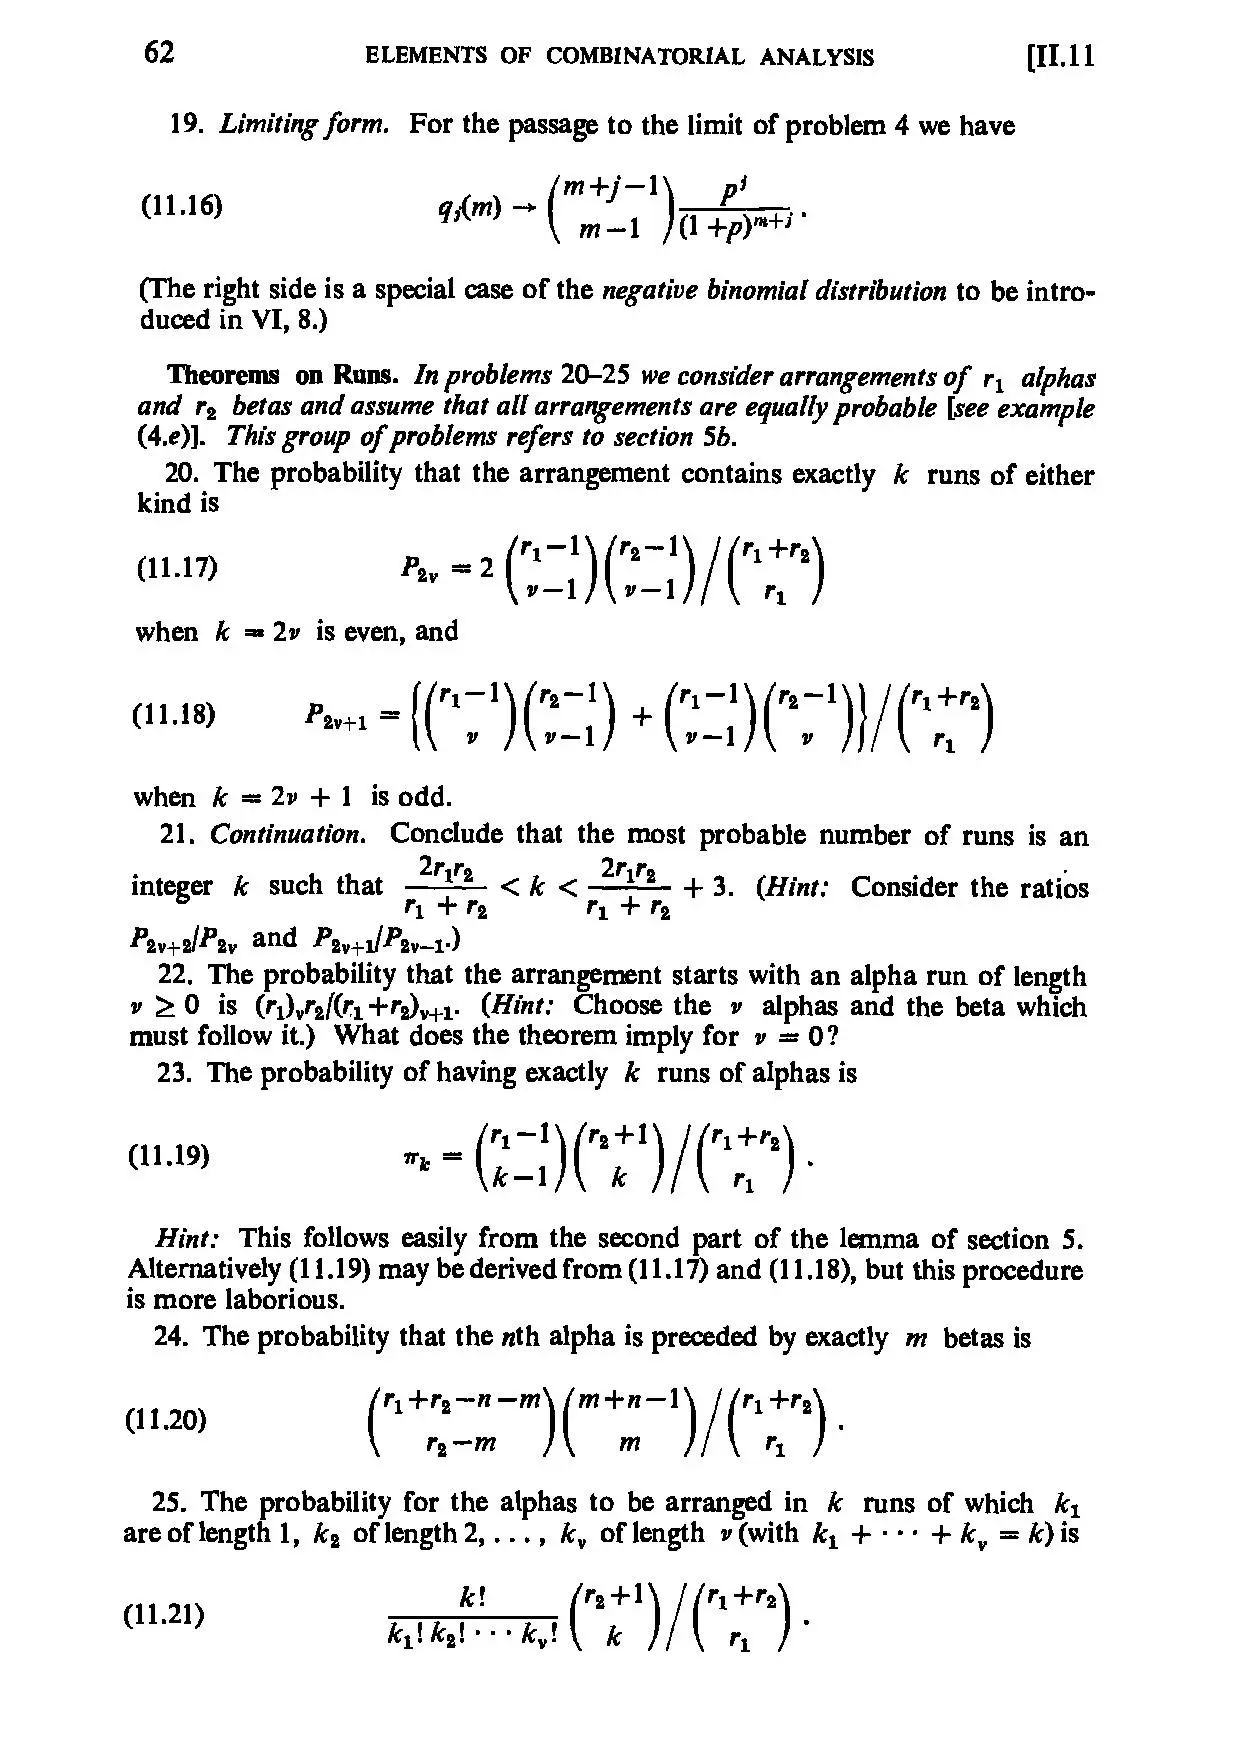 62 ELEMENTS OF COMBINATORIAL ANALYSIS [II.11
19. Limiting form. For the passage to the limit of problem 4 we have
(11.16) $q_j(m) \to \binom{m+j-1}{m-1} \frac{p^j}{(1+p)^{m+j}}.$
(The right side is a special case of the negative binomial distribution to be intro-
duced in VI, 8.)
Theorems on Runs. In problems 20–25 we consider arrangements of $r_1$ alphas
and $r_2$ betas and assume that all arrangements are equally probable [see example
(4.e)]. This group of problems refers to section 5b.
20. The probability that the arrangement contains exactly $k$ runs of either
kind is
(11.17) $P_{2\nu} = 2 \binom{r_1-1}{\nu-1} \binom{r_2-1}{\nu-1} \Big/ \binom{r_1+r_2}{r_1}$
when $k = 2\nu$ is even, and
(11.18) $P_{2\nu+1} = \left\{ \binom{r_1-1}{\nu} \binom{r_2-1}{\nu-1} + \binom{r_1-1}{\nu-1} \binom{r_2-1}{\nu} \right\} \Big/ \binom{r_1+r_2}{r_1}$
when $k = 2\nu + 1$ is odd.
21. Continuation. Conclude that the most probable number of runs is an
integer $k$ such that $\frac{2r_1r_2}{r_1 + r_2} < k < \frac{2r_1r_2}{r_1 + r_2} + 3.$ (Hint: Consider the ratios
$P_{2\nu+2}/P_{2\nu}$ and $P_{2\nu+1}/P_{2\nu-1}$.)
22. The probability that the arrangement starts with an alpha run of length
$\nu \geq 0$ is $(r_1)_\nu r_2/(r_1+r_2)_{\nu+1}$. (Hint: Choose the $\nu$ alphas and the beta which
must follow it.) What does the theorem imply for $\nu = 0$?
23. The probability of having exactly $k$ runs of alphas is
(11.19) $\pi_k = \binom{r_1-1}{k-1} \binom{r_2+1}{k} \Big/ \binom{r_1+r_2}{r_1}.$
Hint: This follows easily from the second part of the lemma of section 5.
Alternatively (11.19) may be derived from (11.17) and (11.18), but this procedure
is more laborious.
24. The probability that the $n$th alpha is preceded by exactly $m$ betas is
(11.20) $\binom{r_1+r_2-n-m}{r_2-m} \binom{m+n-1}{m} \Big/ \binom{r_1+r_2}{r_1}.$
25. The probability for the alphas to be arranged in $k$ runs of which $k_1$
are of length 1, $k_2$ of length 2, . . . , $k_\nu$ of length $\nu$ (with $k_1 + \cdots + k_\nu = k$) is
(11.21) $\frac{k!}{k_1! k_2! \cdots k_\nu!} \binom{r_2+1}{k} \Big/ \binom{r_1+r_2}{r_1}.$